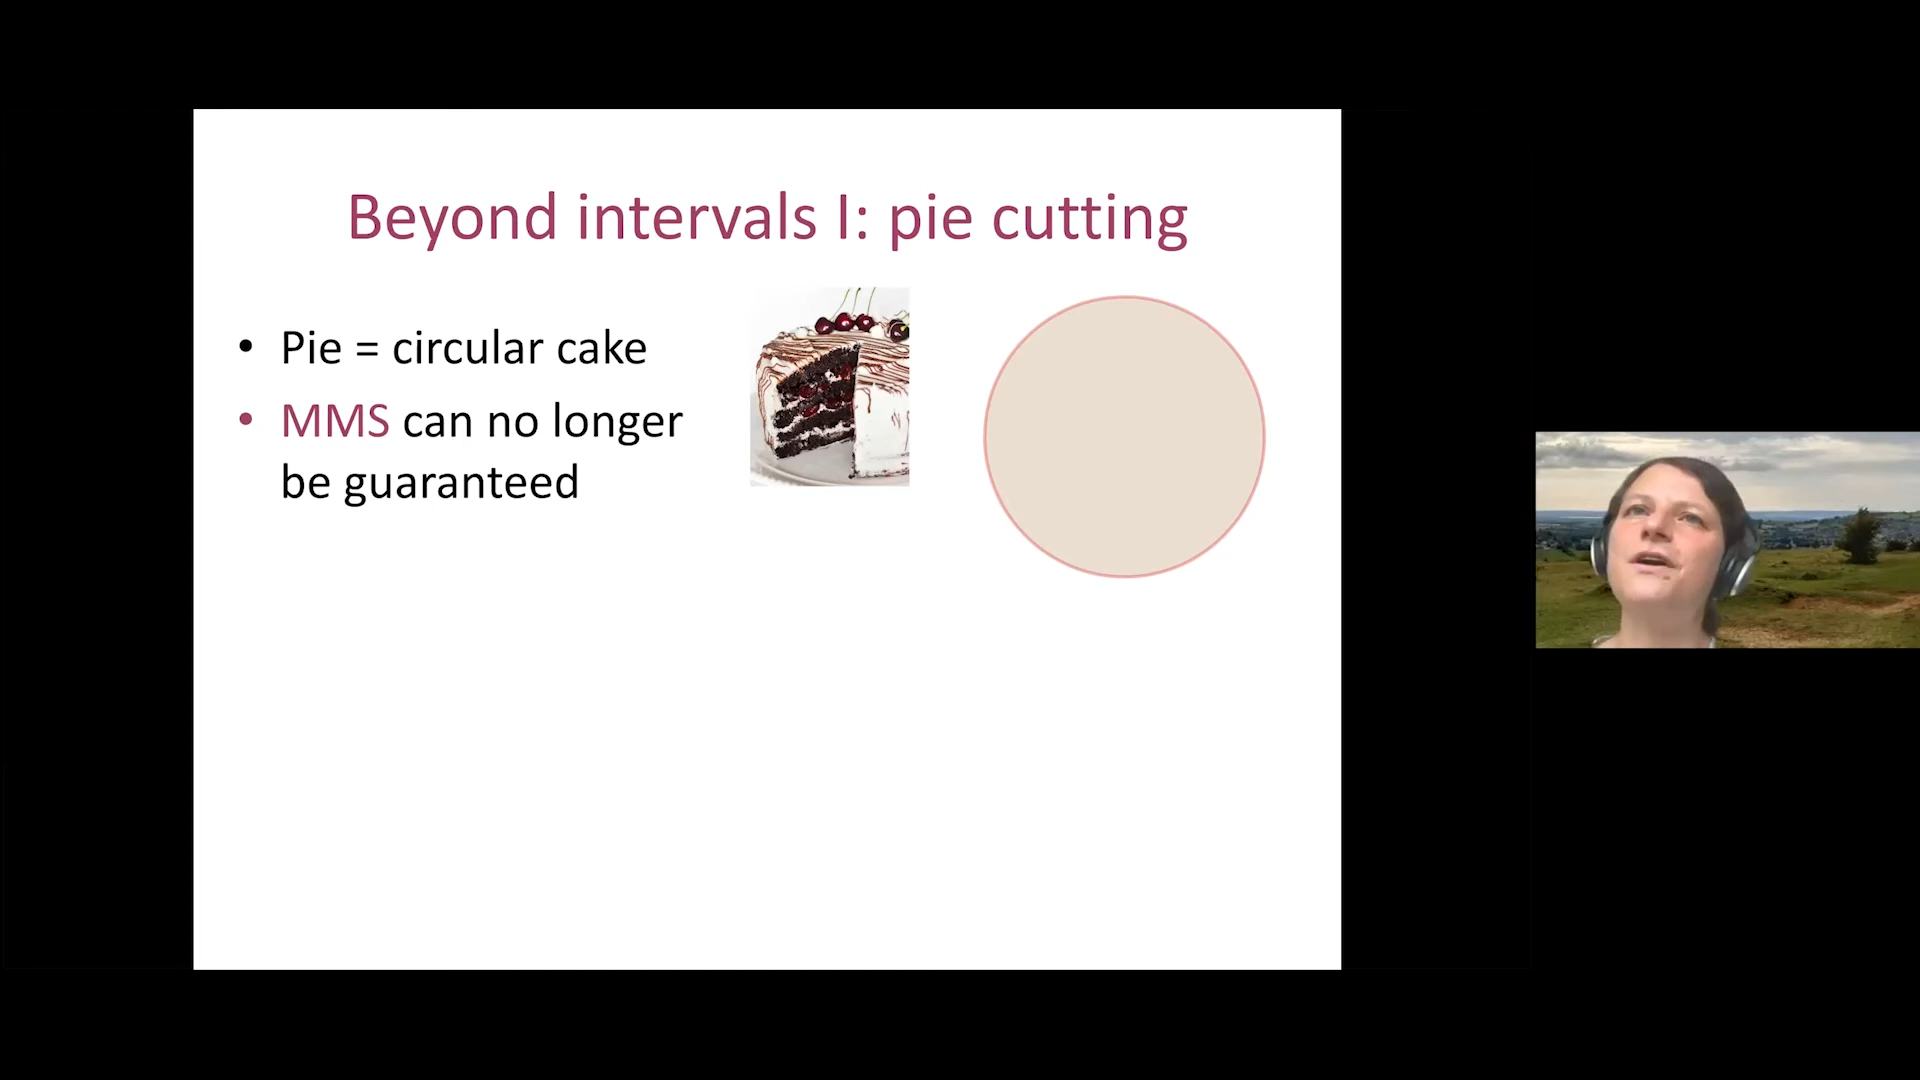 Beyond intervals I: pie cutting
• Pie = circular cake
• MMS can no longer
be guaranteed